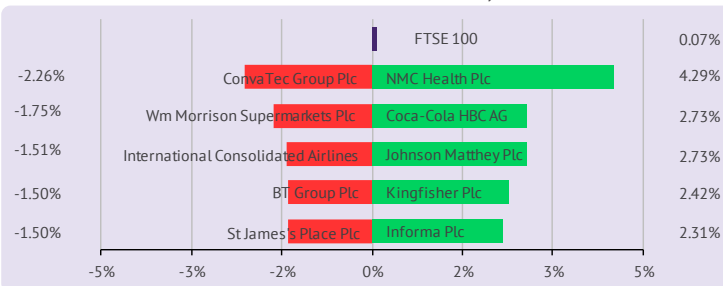 FTSE 100 0.07%
-2.26% ConvaTec Group Plc NMC Health Plc 4.29%
-1.75% Wm Morrison Supermarkets Plc Coca-Cola HBC AG 2.73%
-1.51% International Consolidated Airlines Johnson Matthey Plc 2.73%
-1.50% BT Group Plc Kingfisher Plc 2.42%
-1.50% St James's Place Plc Informa Plc 2.31%
-5% -3% -2% 0% 2% 3% 5%